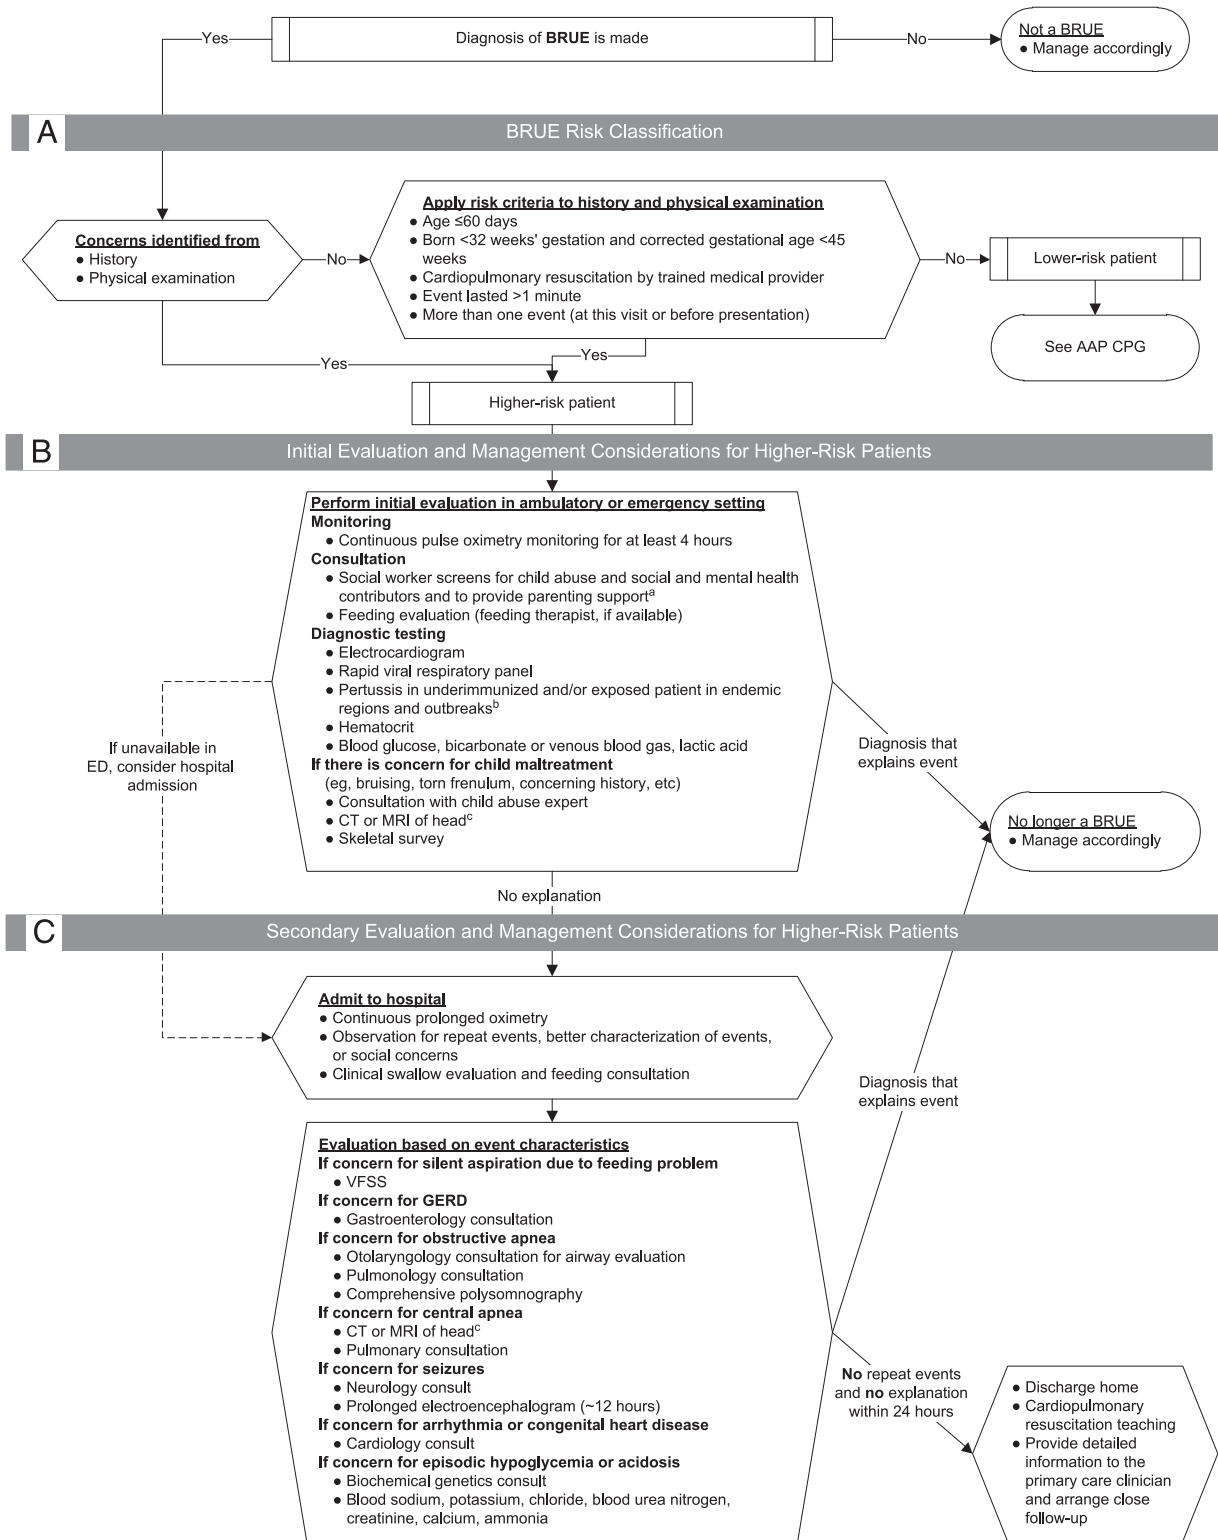 Yes
Diagnosis of BRUE is made
No
Not a BRUE
● Manage accordingly
A
BRUE Risk Classification
Concerns identified from
● History
● Physical examination
No
Apply risk criteria to history and physical examination
● Age ≤60 days
● Born <32 weeks' gestation and corrected gestational age <45
weeks
● Cardiopulmonary resuscitation by trained medical provider
● Event lasted >1 minute
● More than one event (at this visit or before presentation)
No
Lower-risk patient
See AAP CPG
Yes
Yes
Higher-risk patient
B
Initial Evaluation and Management Considerations for Higher-Risk Patients
Perform initial evaluation in ambulatory or emergency setting
Monitoring
● Continuous pulse oximetry monitoring for at least 4 hours
Consultation
● Social worker screens for child abuse and social and mental health
contributors and to provide parenting supportᵃ
● Feeding evaluation (feeding therapist, if available)
Diagnostic testing
● Electrocardiogram
● Rapid viral respiratory panel
● Pertussis in underimmunized and/or exposed patient in endemic
regions and outbreaksᵇ
● Hematocrit
● Blood glucose, bicarbonate or venous blood gas, lactic acid
If there is concern for child maltreatment
(eg, bruising, torn frenulum, concerning history, etc)
● Consultation with child abuse expert
● CT or MRI of headᶜ
● Skeletal survey
If unavailable in
ED, consider hospital
admission
Diagnosis that
explains event
No longer a BRUE
● Manage accordingly
No explanation
C
Secondary Evaluation and Management Considerations for Higher-Risk Patients
Admit to hospital
● Continuous prolonged oximetry
● Observation for repeat events, better characterization of events,
or social concerns
● Clinical swallow evaluation and feeding consultation
Diagnosis that
explains event
Evaluation based on event characteristics
If concern for silent aspiration due to feeding problem
● VFSS
If concern for GERD
● Gastroenterology consultation
If concern for obstructive apnea
● Otolaryngology consultation for airway evaluation
● Pulmonology consultation
● Comprehensive polysomnography
If concern for central apnea
● CT or MRI of headᶜ
● Pulmonary consultation
If concern for seizures
● Neurology consult
● Prolonged electroencephalogram (~12 hours)
If concern for arrhythmia or congenital heart disease
● Cardiology consult
If concern for episodic hypoglycemia or acidosis
● Biochemical genetics consult
● Blood sodium, potassium, chloride, blood urea nitrogen,
creatinine, calcium, ammonia
No repeat events
and no explanation
within 24 hours
● Discharge home
● Cardiopulmonary
resuscitation teaching
● Provide detailed
information to the
primary care clinician
and arrange close
follow-up